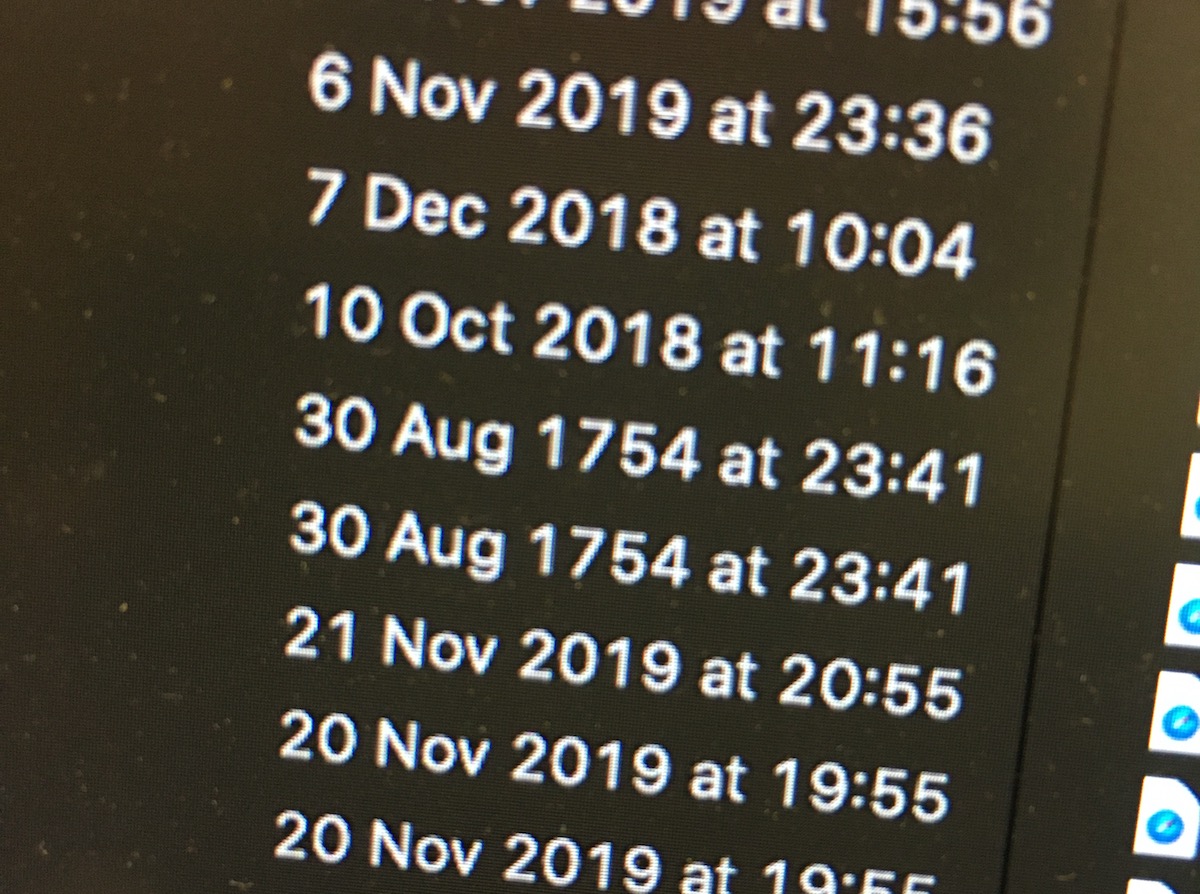 2019 at 15:56
6 Nov 2019 at 23:36
7 Dec 2018 at 10:04
10 Oct 2018 at 11:16
30 Aug 1754 at 23:41
30 Aug 1754 at 23:41
21 Nov 2019 at 20:55
20 Nov 2019 at 19:55
20 Nov 2019 at 19:55